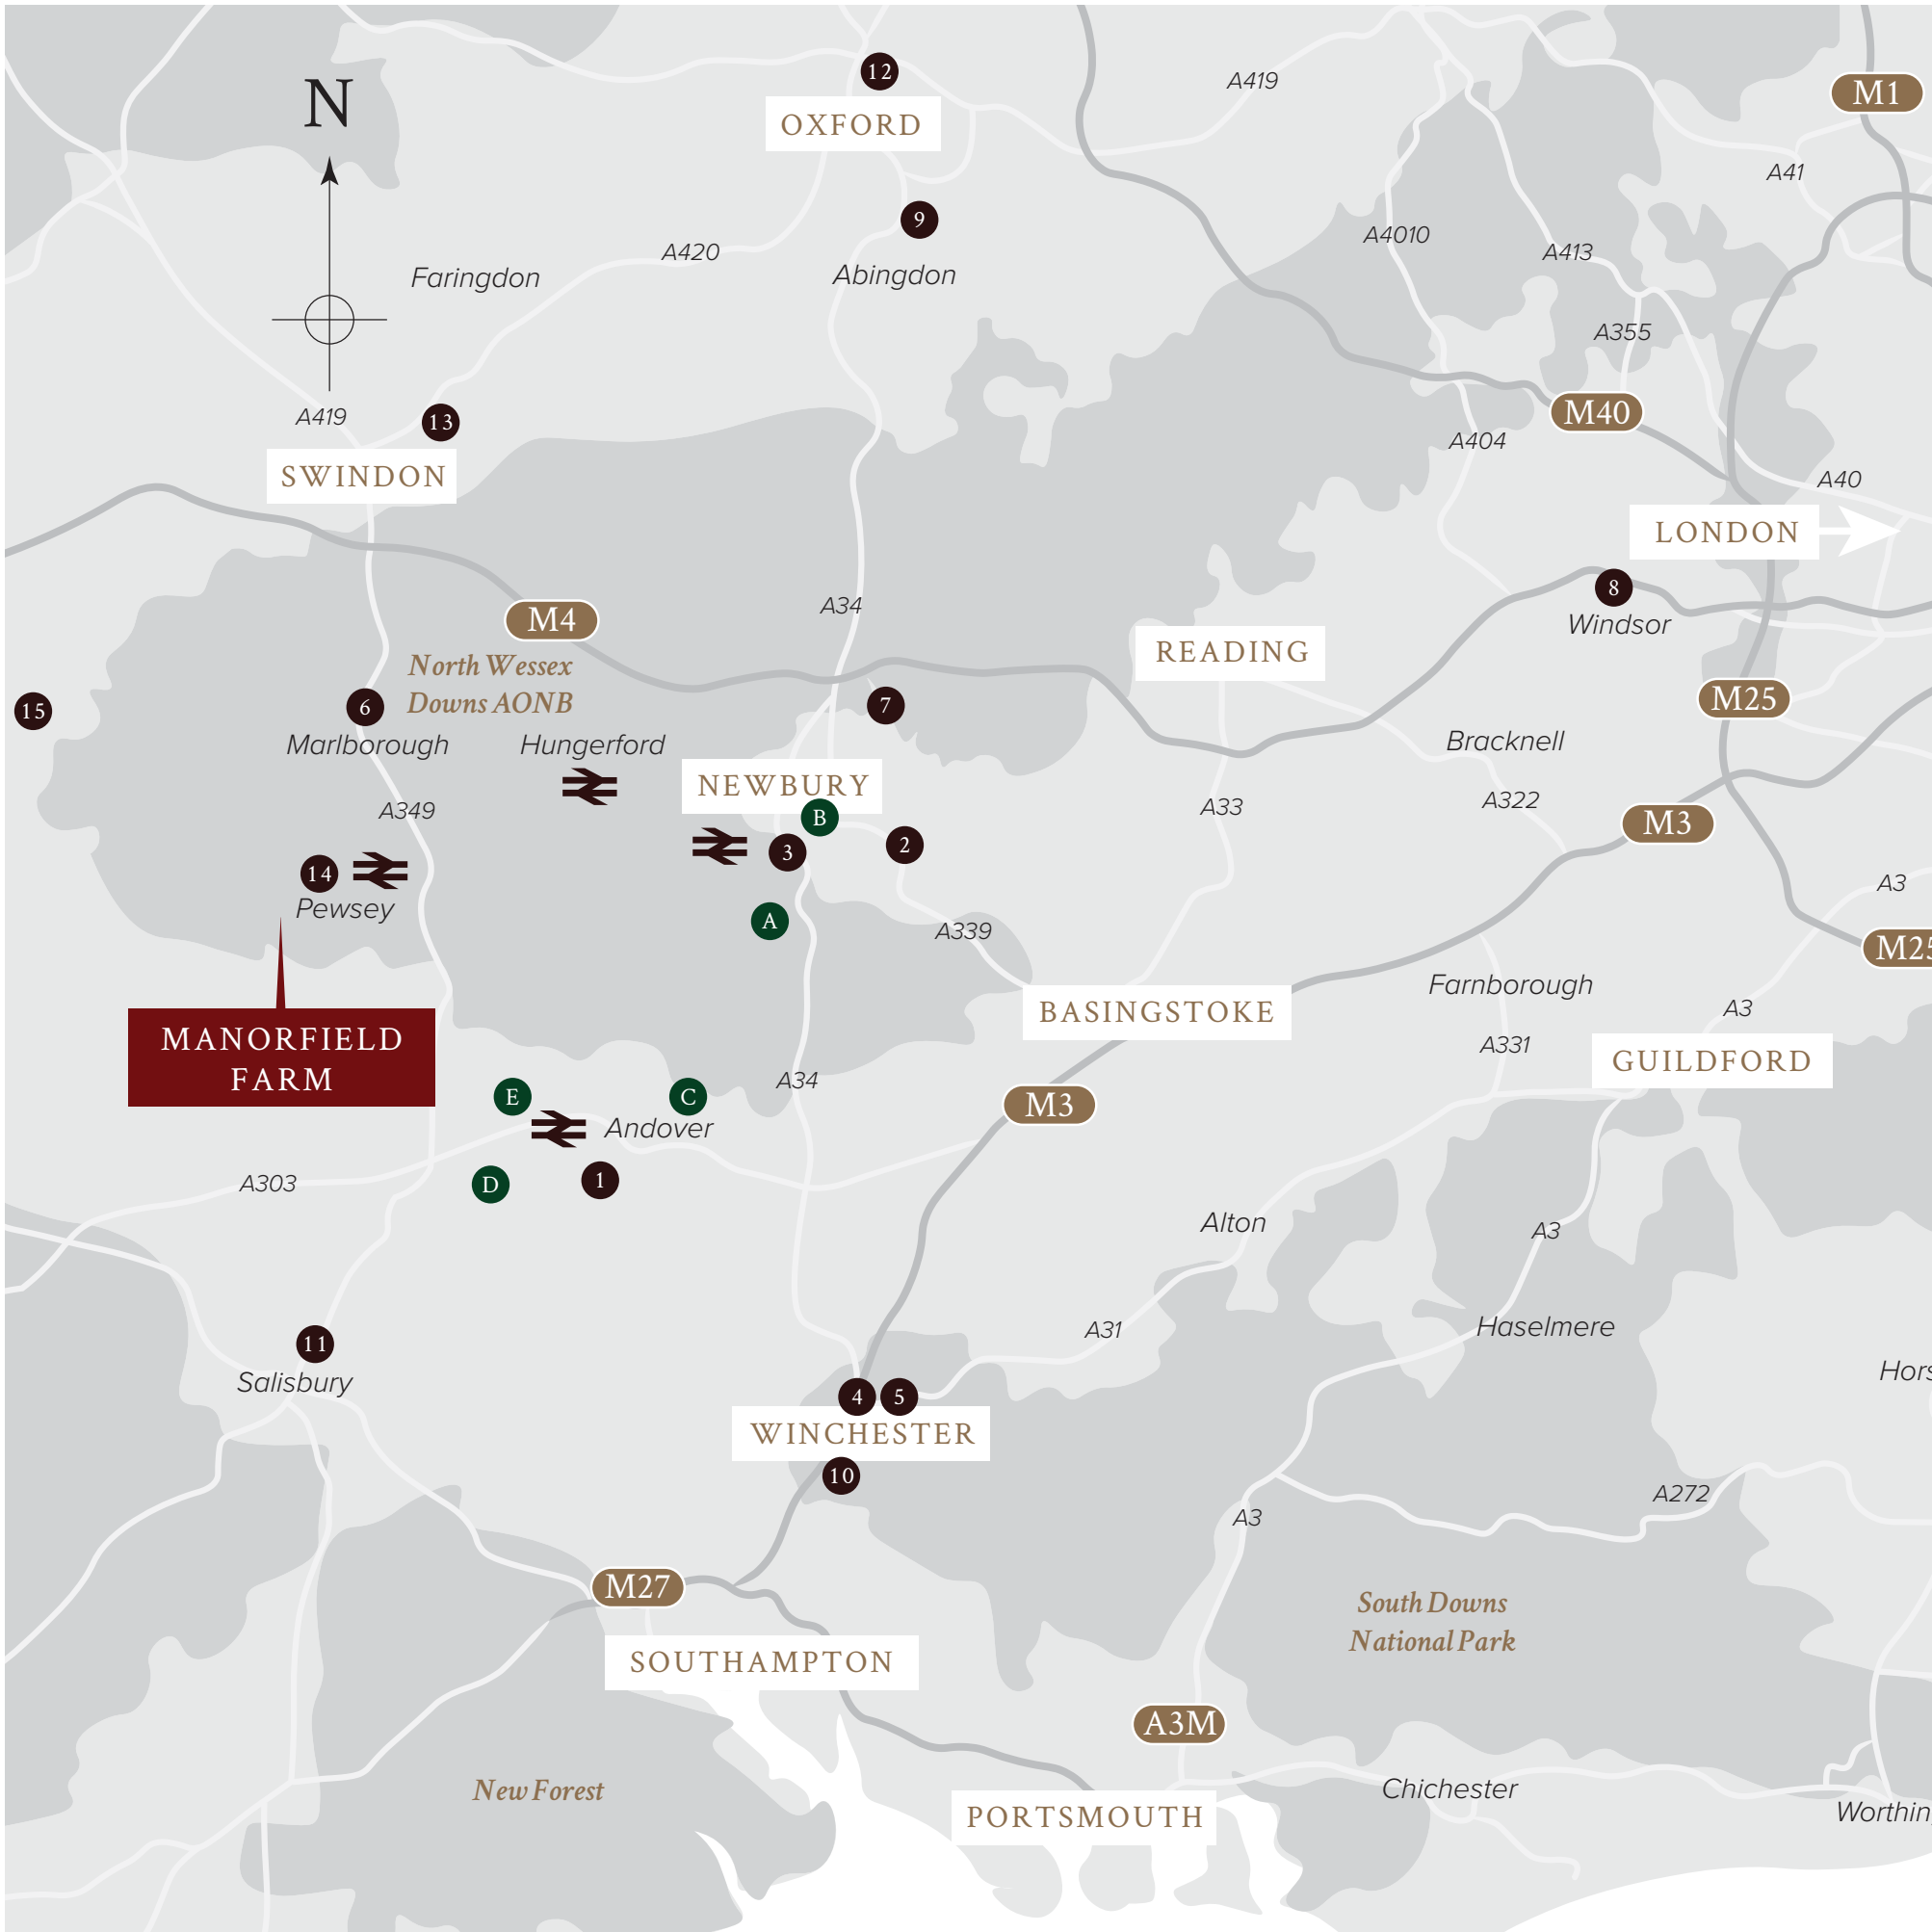 N
12
OXFORD
A419
M1
A41
9
Abingdon
A420
Faringdon
A4010
A413
A355
A419
13
SWINDON
M40
A404
A40
LONDON
8
Windsor
M4
A34
North Wessex
Downs AONB
READING
M25
15
6
Marlborough
Hungerford
7
NEWBURY
B
Bracknell
A349
A33
A322
M3
3
2
14
Pewsey
A
A339
A3
M25
MANORFIELD
FARM
BASINGSTOKE
Farnborough
A3
A331
GUILDFORD
E
C
Andover
A34
M3
D
1
A303
Alton
A3
11
Salisbury
A31
Haselmere
Hors
4
5
WINCHESTER
10
A3
A272
M27
SOUTHAMPTON
South Downs
National Park
A3M
New Forest
PORTSMOUTH
Chichester
Worthin